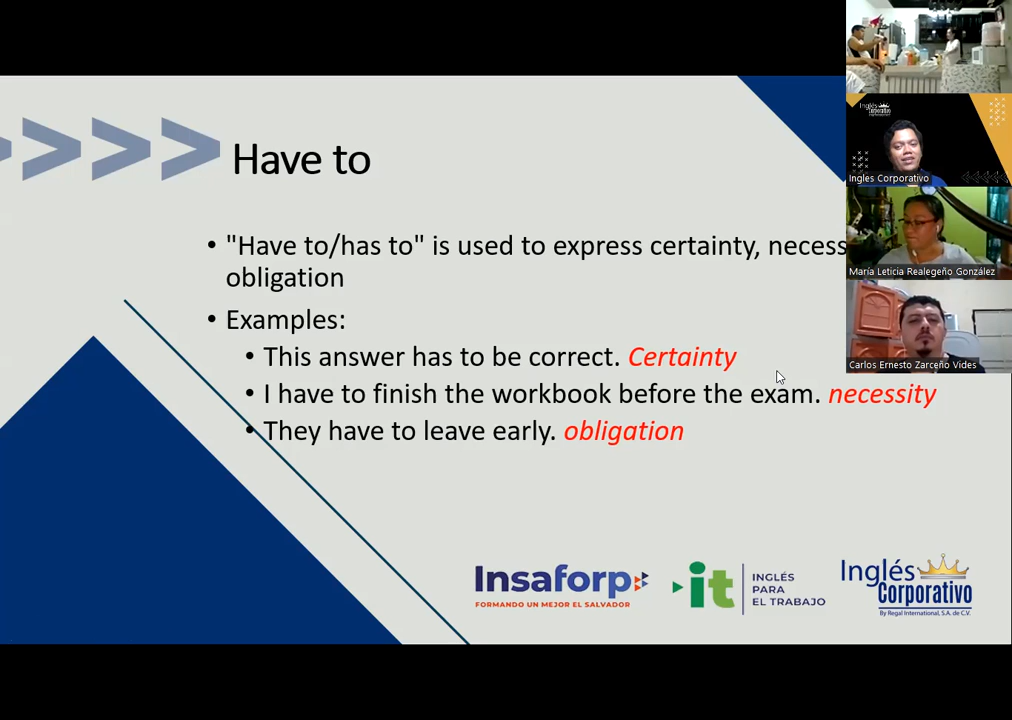 Have to
• "Have to/has to" is used to express certainty, necess
obligation
• Examples:
• This answer has to be correct. Certainty
• I have to finish the workbook before the exam. necessity
• They have to leave early. obligation
Inglés
Corporativo
Ingles Corporativo
María Leticia Realegeño González
Carlos Ernesto Zarceño Vides
Insaforp
FORMANDO UN MEJOR EL SALVADOR
it
INGLÉS
PARA
EL TRABAJO
Inglés
Corporativo
By Regal International, S.A. de C.V.